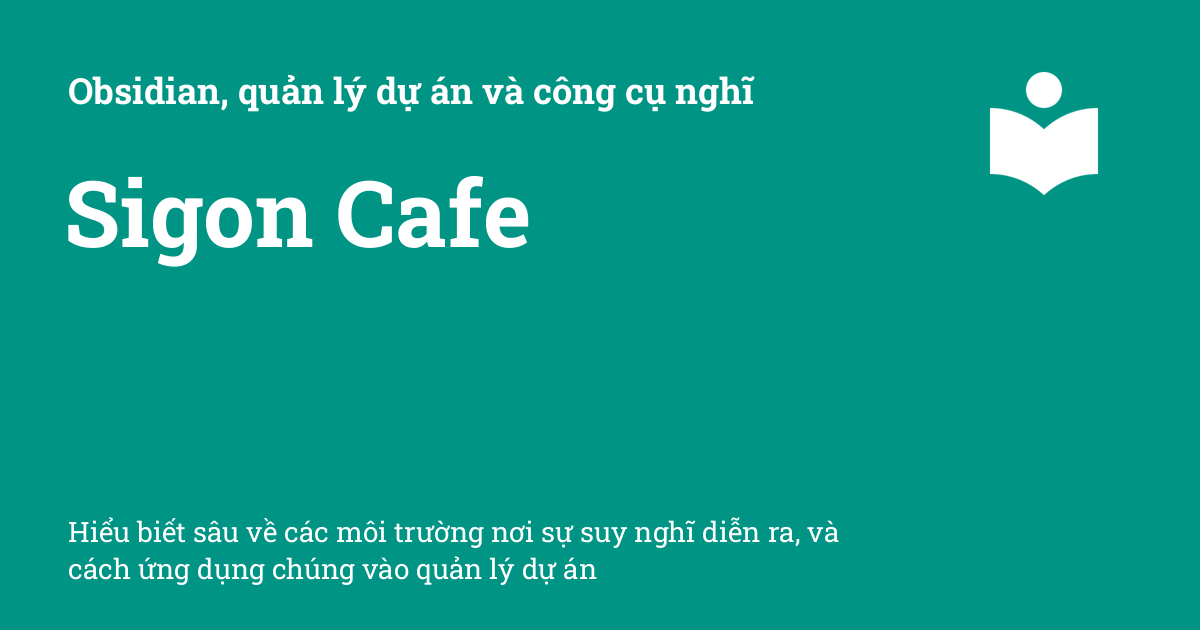 Obsidian, quản lý dự án và công cụ nghĩ
Sigon Cafe
Hiểu biết sâu về các môi trường nơi sự suy nghĩ diễn ra, và
cách ứng dụng chúng vào quản lý dự án